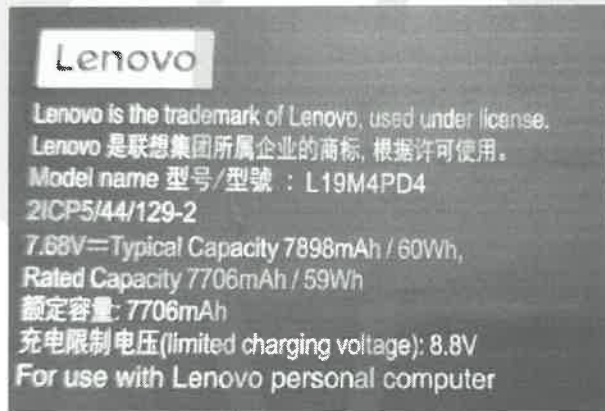 Lenovo
Lenovo is the trademark of Lenovo, used under license.
Lenovo 是联想集团所属企业的商标, 根据许可使用。
Model name 型号/型號 : L19M4PD4
2ICP5/44/129-2
7.68V⎓Typical Capacity 7898mAh / 60Wh,
Rated Capacity 7706mAh / 59Wh
额定容量: 7706mAh
充电限制电压(limited charging voltage): 8.8V
For use with Lenovo personal computer